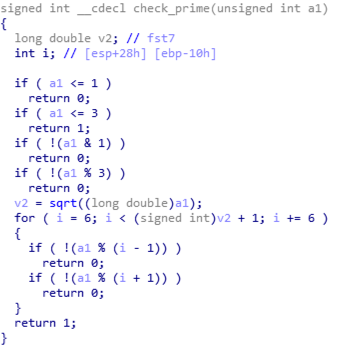 signed int __cdecl check_prime(unsigned int a1)
{
  long double v2; // fst7
  int i; // [esp+28h] [ebp-10h]

  if ( a1 <= 1 )
    return 0;
  if ( a1 <= 3 )
    return 1;
  if ( !(a1 & 1) )
    return 0;
  if ( !(a1 % 3) )
    return 0;
  v2 = sqrt((long double)a1);
  for ( i = 6; i < (signed int)v2 + 1; i += 6 )
  {
    if ( !(a1 % (i - 1)) )
      return 0;
    if ( !(a1 % (i + 1)) )
      return 0;
  }
  return 1;
}